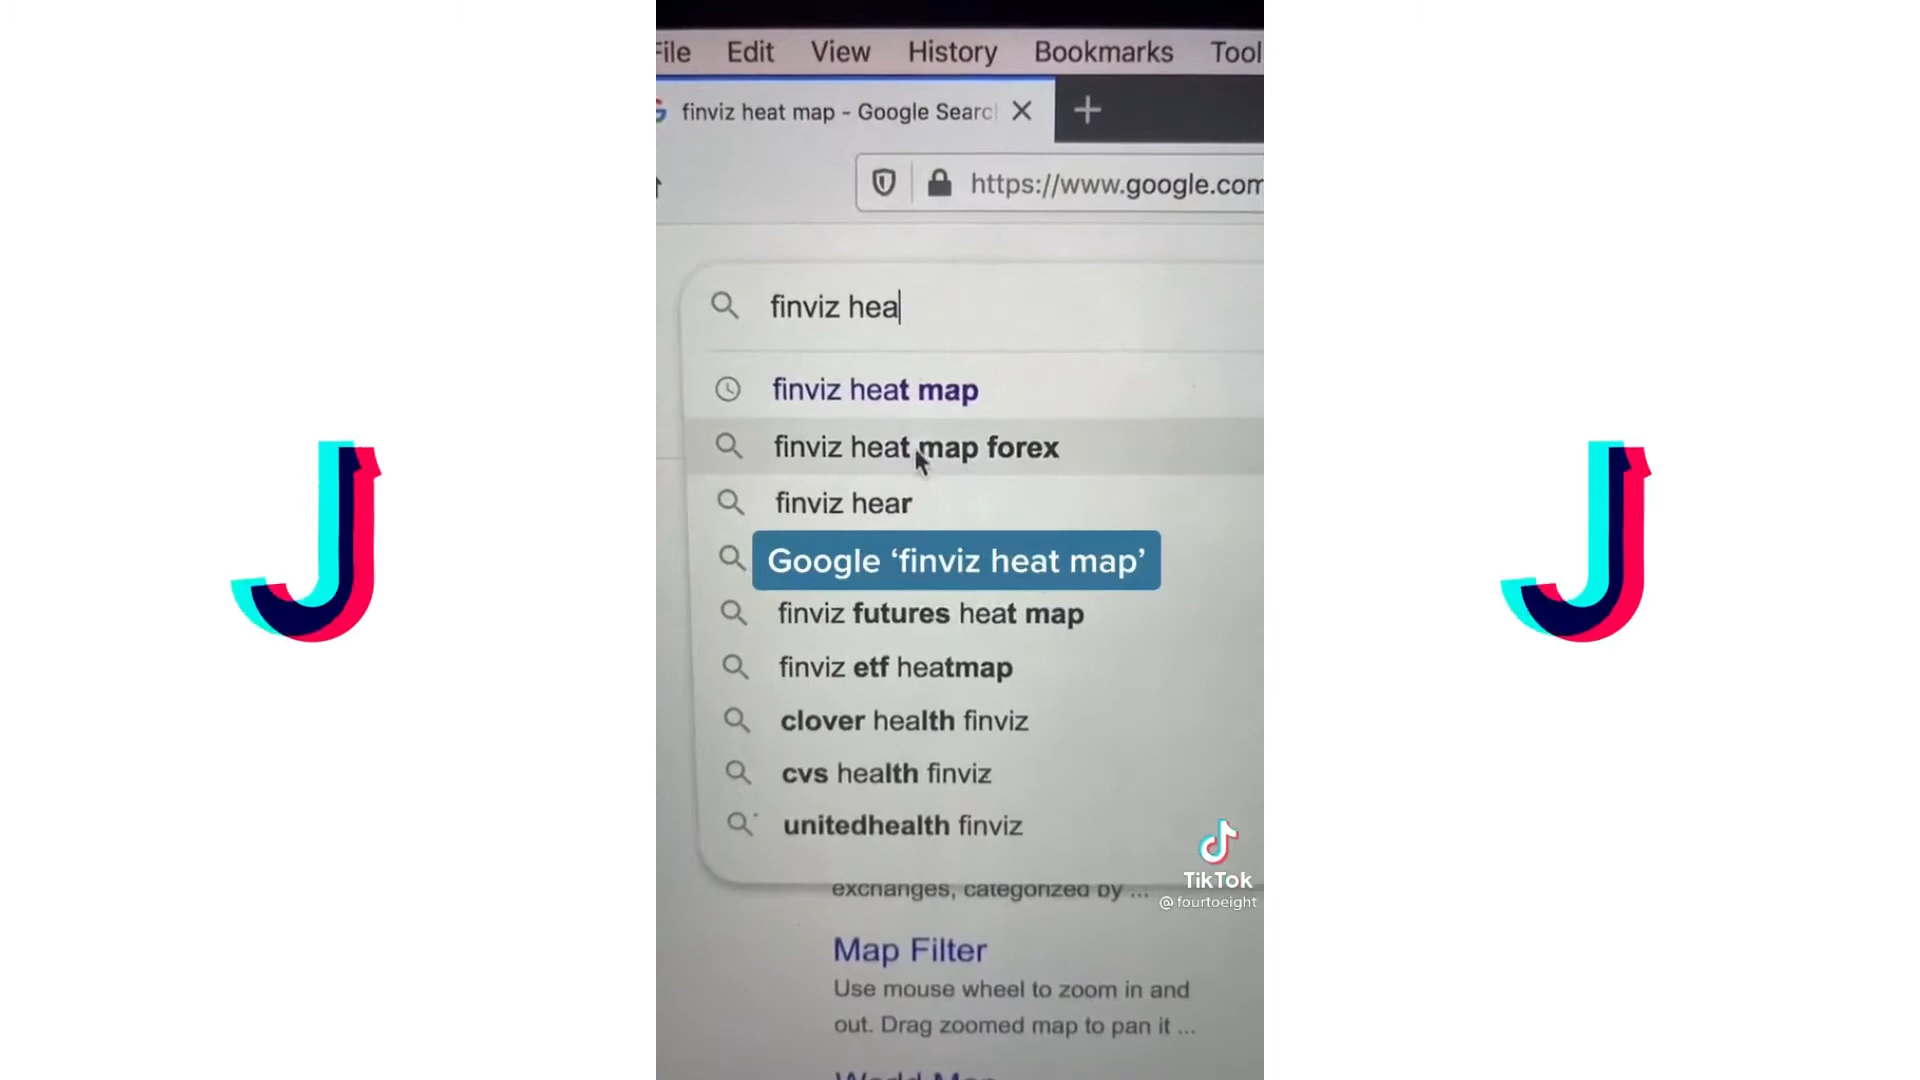 File Edit View History Bookmarks
finviz heat map - Google Search
https://www.google.com
finviz hea
finviz heat map
finviz heat map forex
finviz hear
Google ‘finviz heat map’
finviz futures heat map
finviz etf heatmap
clover health finviz
cvs health finviz
unitedhealth finviz
TikTok
@fourtoeight
exchanges, categorized by ...
Map Filter
Use mouse wheel to zoom in and
out. Drag zoomed map to pan it ...